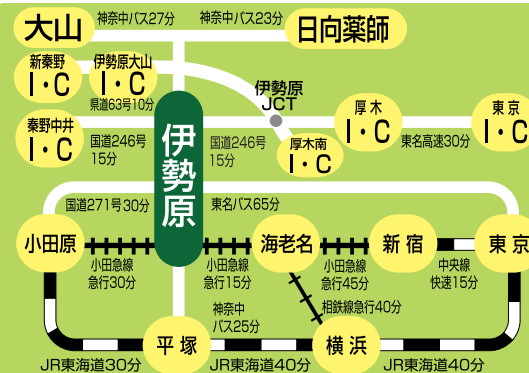 大山
神奈中バス27分
神奈中バス23分
日向薬師
新秦野
I・C
伊勢原大山
I・C
県道63号10分
伊勢原
JCT
厚木
I・C
東京
I・C
秦野中井
I・C
国道246号
15分
伊勢原
国道246号
15分
厚木南
I・C
東名高速30分
国道271号30分
東名バス65分
小田原
海老名
新宿
東京
小田急線
急行30分
小田急線
急行15分
小田急線
急行45分
中央線
快速15分
神奈中
バス25分
相鉄線急行40分
平塚
横浜
JR東海道30分
JR東海道40分
JR東海道40分